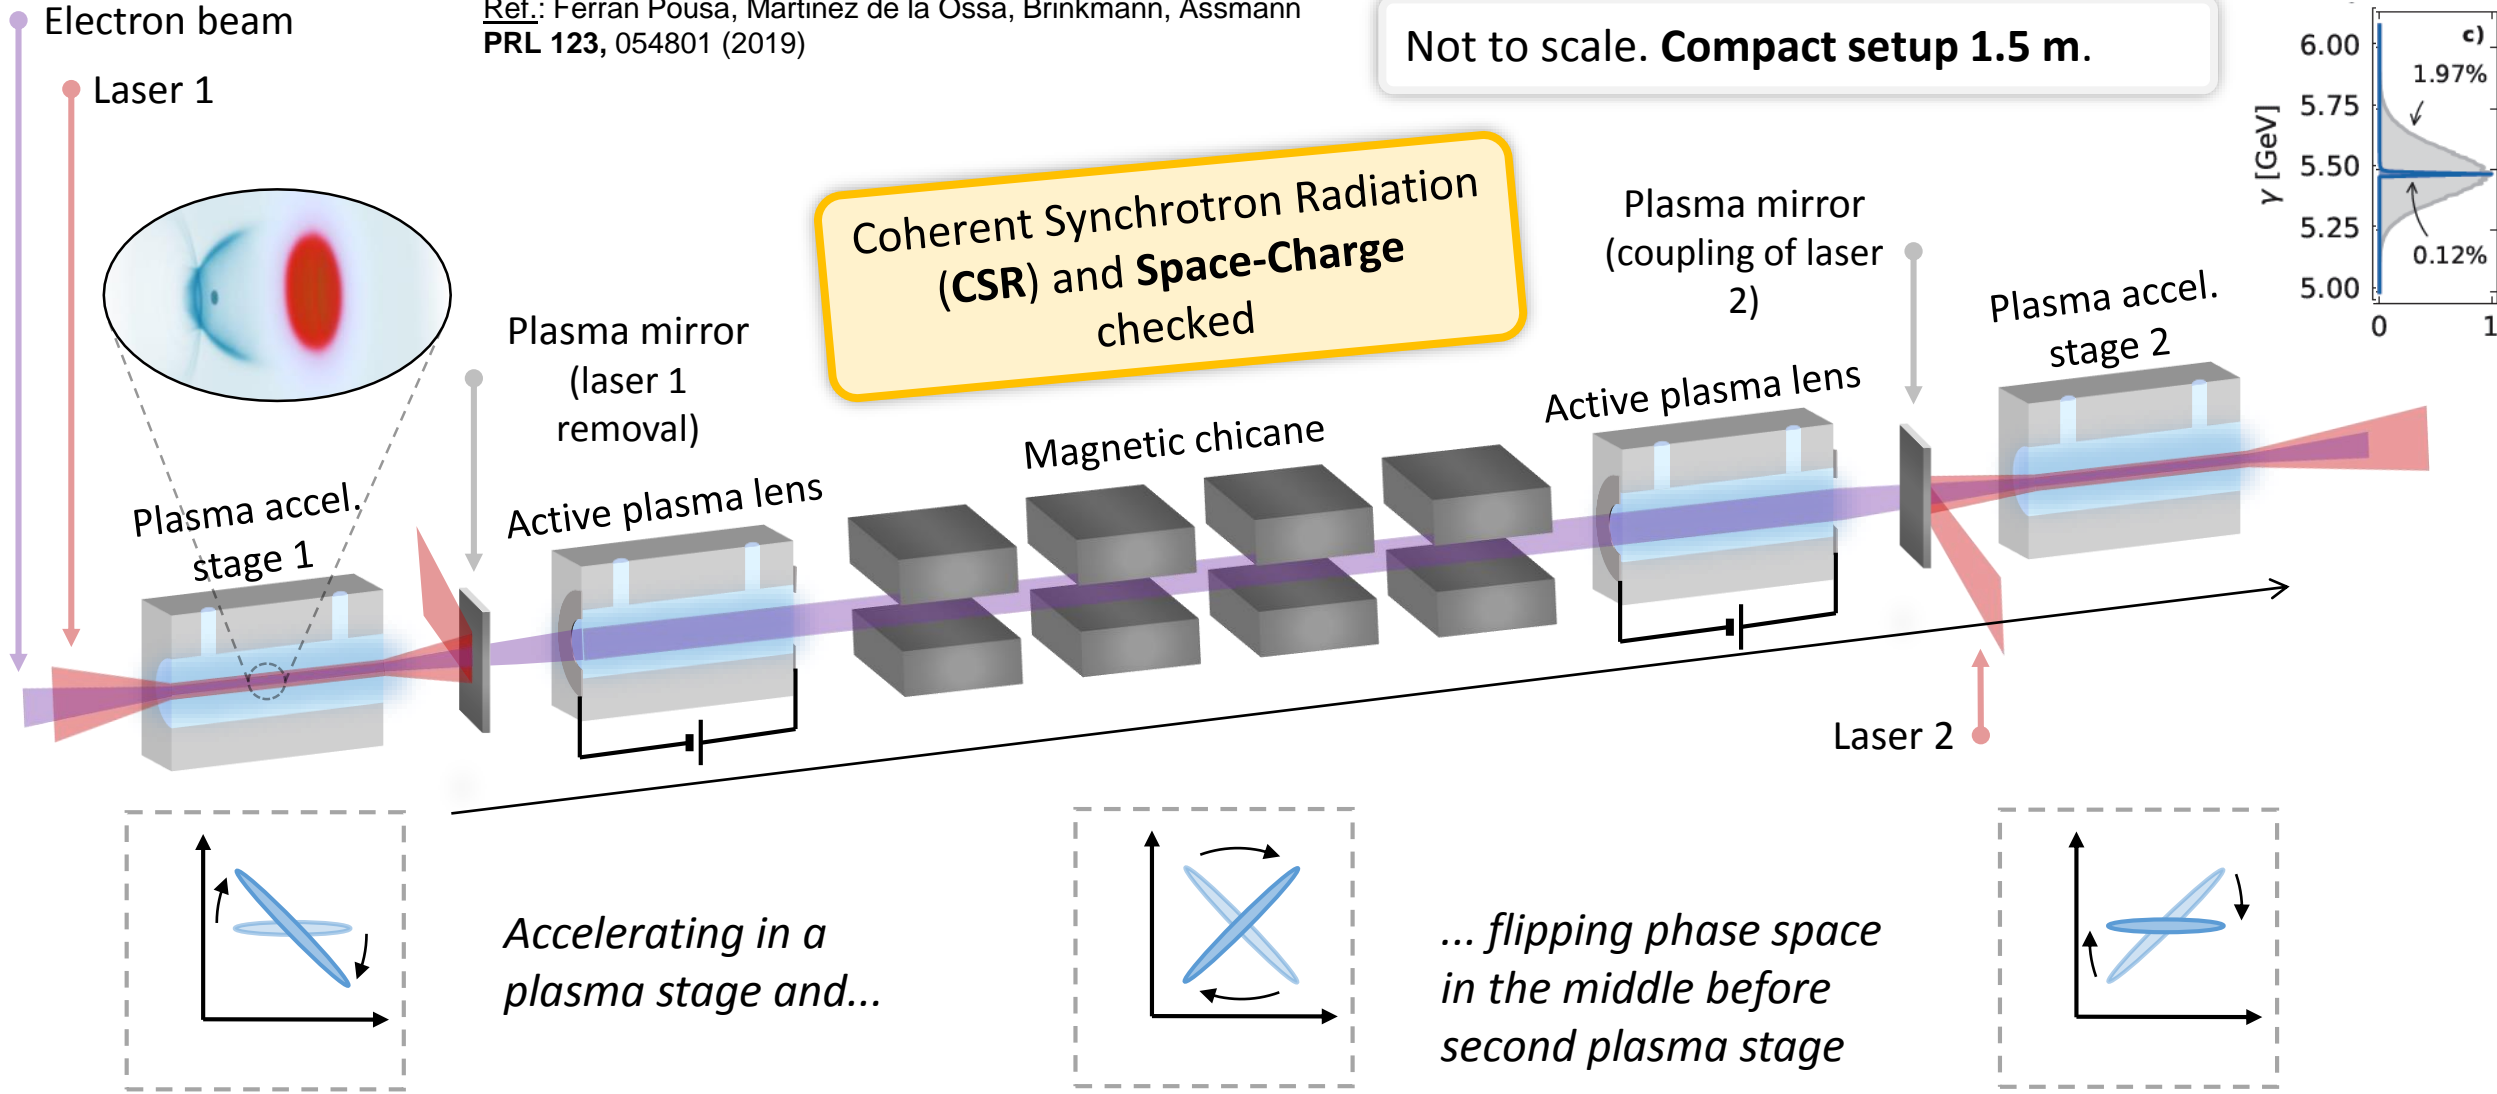 Electron beam
Ref.: Ferran Pousa, Martinez de la Ossa, Brinkmann, Assmann
PRL 123, 054801 (2019)
Not to scale. Compact setup 1.5 m.
Laser 1
c)
6.00
1.97%
5.75
γ [GeV]
5.50
5.25
0.12%
5.00
0
1
Coherent Synchrotron Radiation
(CSR) and Space-Charge
checked
Plasma mirror
(coupling of laser
2)
Plasma accel.
stage 2
Plasma mirror
(laser 1
removal)
Active plasma lens
Magnetic chicane
Active plasma lens
Plasma accel.
stage 1
Laser 2
Accelerating in a
plasma stage and...
... flipping phase space
in the middle before
second plasma stage